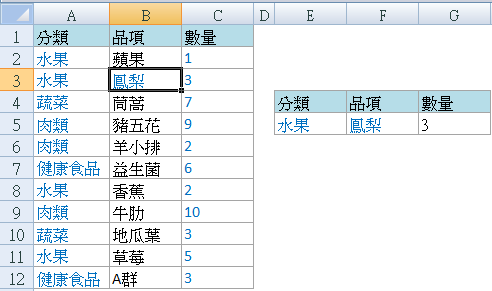 A B C D E F G
1 分類 品項 數量
2 水果 蘋果 1
3 水果 鳳梨 3
4 蔬菜 茼蒿 7 分類 品項 數量
5 肉類 豬五花 9 水果 鳳梨 3
6 肉類 羊小排 2
7 健康食品 益生菌 6
8 水果 香蕉 2
9 肉類 牛肋 10
10 蔬菜 地瓜葉 3
11 水果 草莓 5
12 健康食品 A群 3